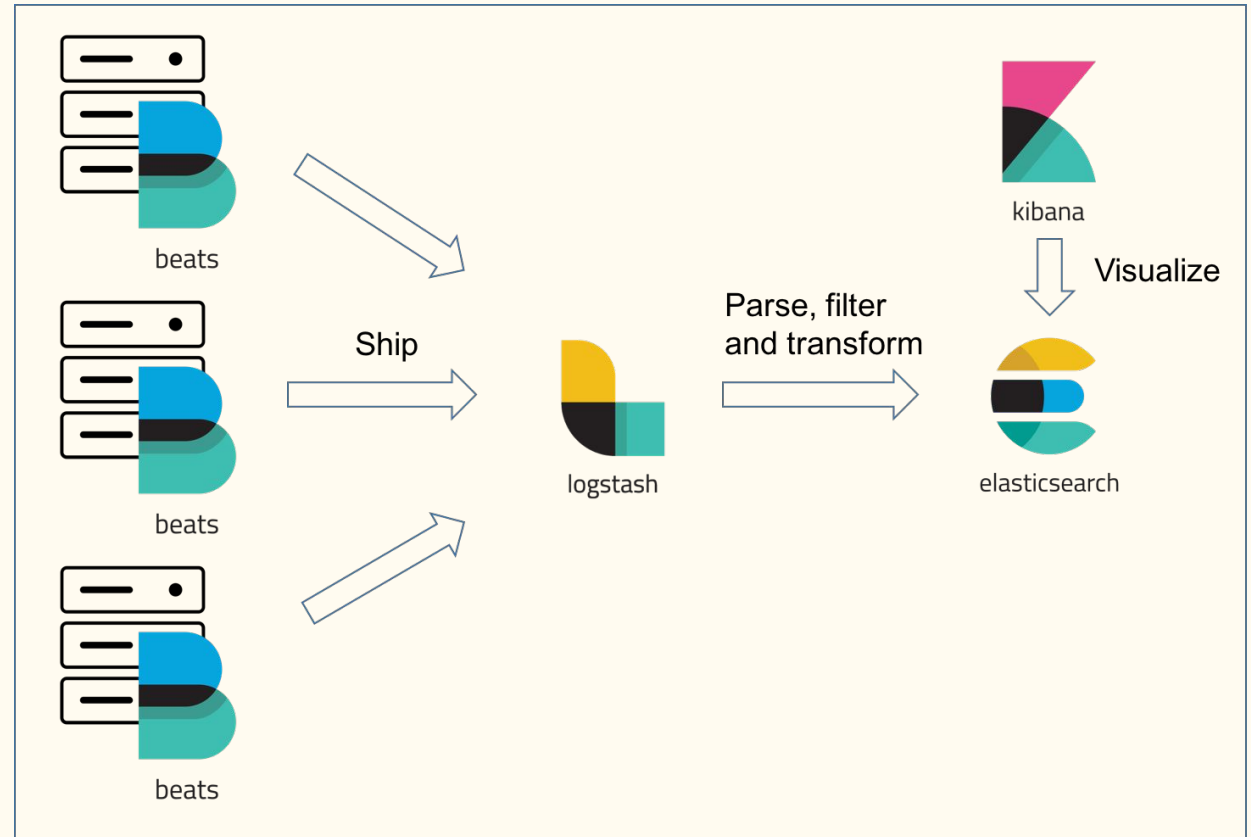 beats
beats
beats
Ship
logstash
Parse, filter
and transform
kibana
Visualize
elasticsearch